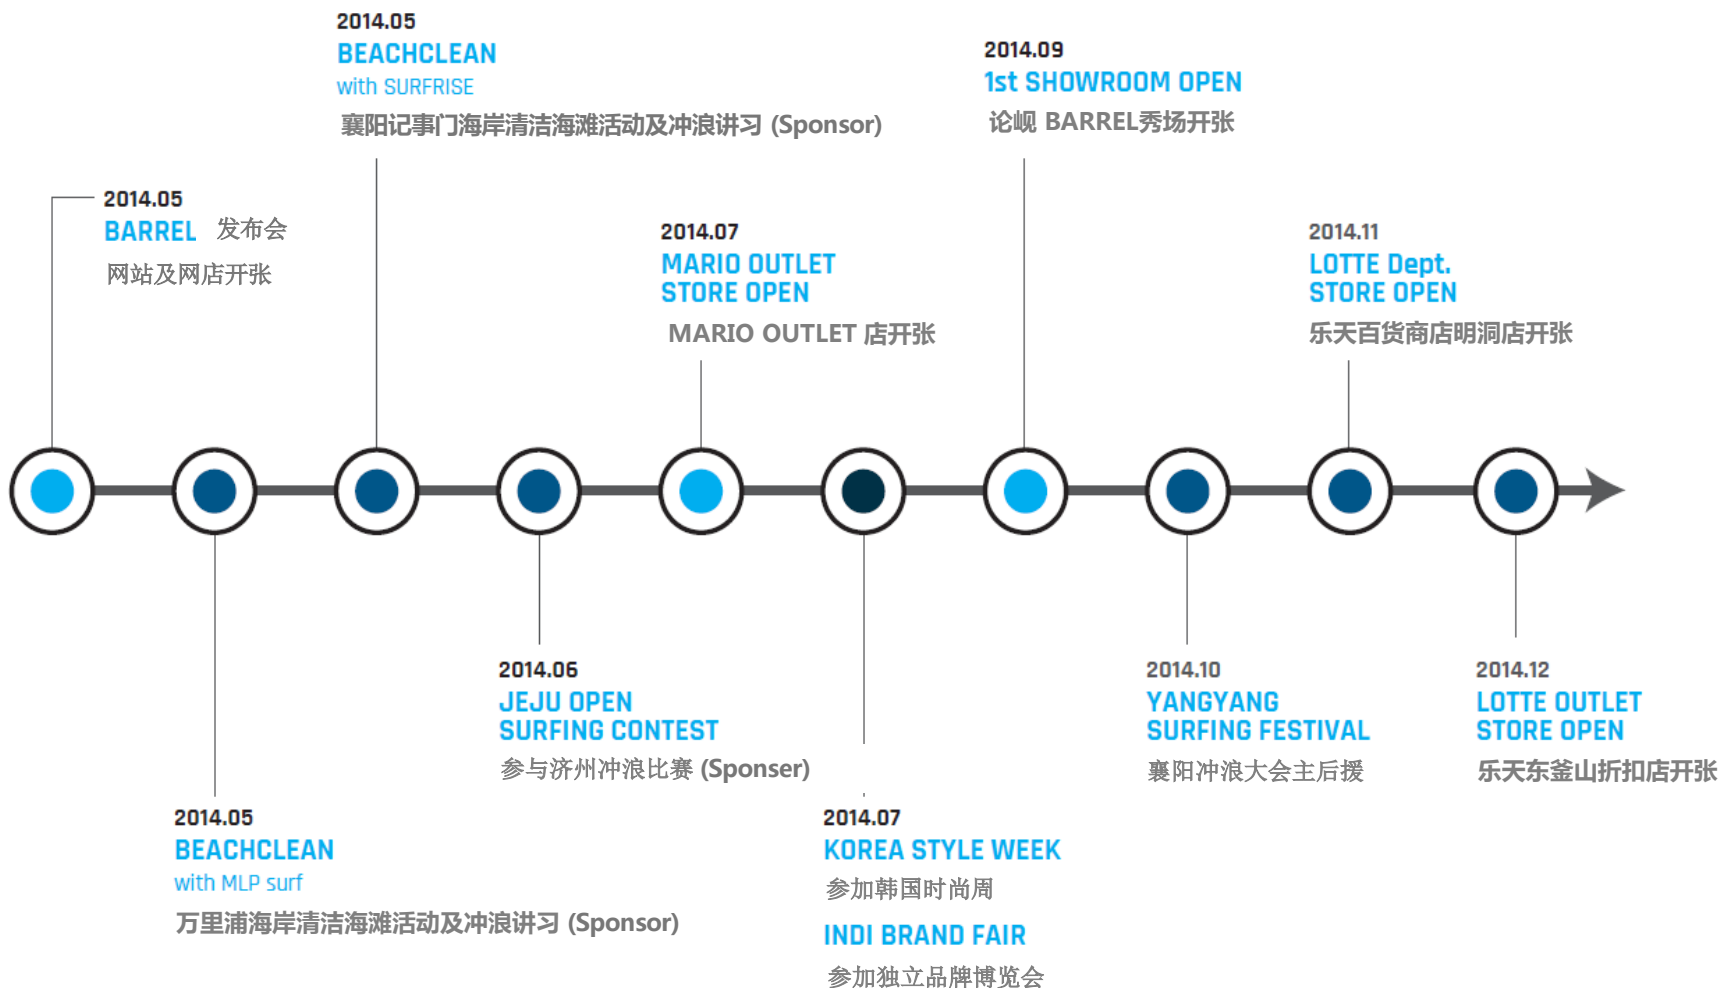 2014.05
BARREL 发布会
网站及网店开张
2014.05
BEACHCLEAN
with MLP surf
万里浦海岸清洁海滩活动及冲浪讲习 (Sponsor)
2014.05
BEACHCLEAN
with SURFRISE
襄阳记事门海岸清洁海滩活动及冲浪讲习 (Sponsor)
2014.06
JEJU OPEN
SURFING CONTEST
参与济州冲浪比赛 (Sponser)
2014.07
MARIO OUTLET
STORE OPEN
MARIO OUTLET 店开张
2014.07
KOREA STYLE WEEK
参加韩国时尚周
INDI BRAND FAIR
参加独立品牌博览会
2014.09
1st SHOWROOM OPEN
论岘 BARREL秀场开张
2014.10
YANGYANG
SURFING FESTIVAL
襄阳冲浪大会主后援
2014.11
LOTTE Dept.
STORE OPEN
乐天百货商店明洞店开张
2014.12
LOTTE OUTLET
STORE OPEN
乐天东釜山折扣店开张